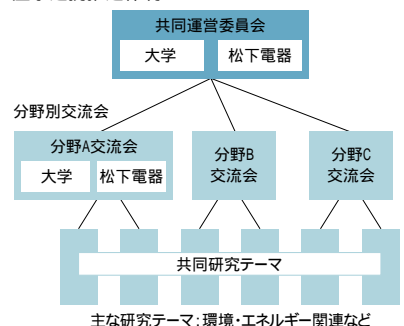 共同運営委員会
大学 松下電器
分野別交流会
分野A交流会
大学 松下電器
分野B
交流会
分野C
交流会
共同研究テーマ
主な研究テーマ:環境・エネルギー関連など